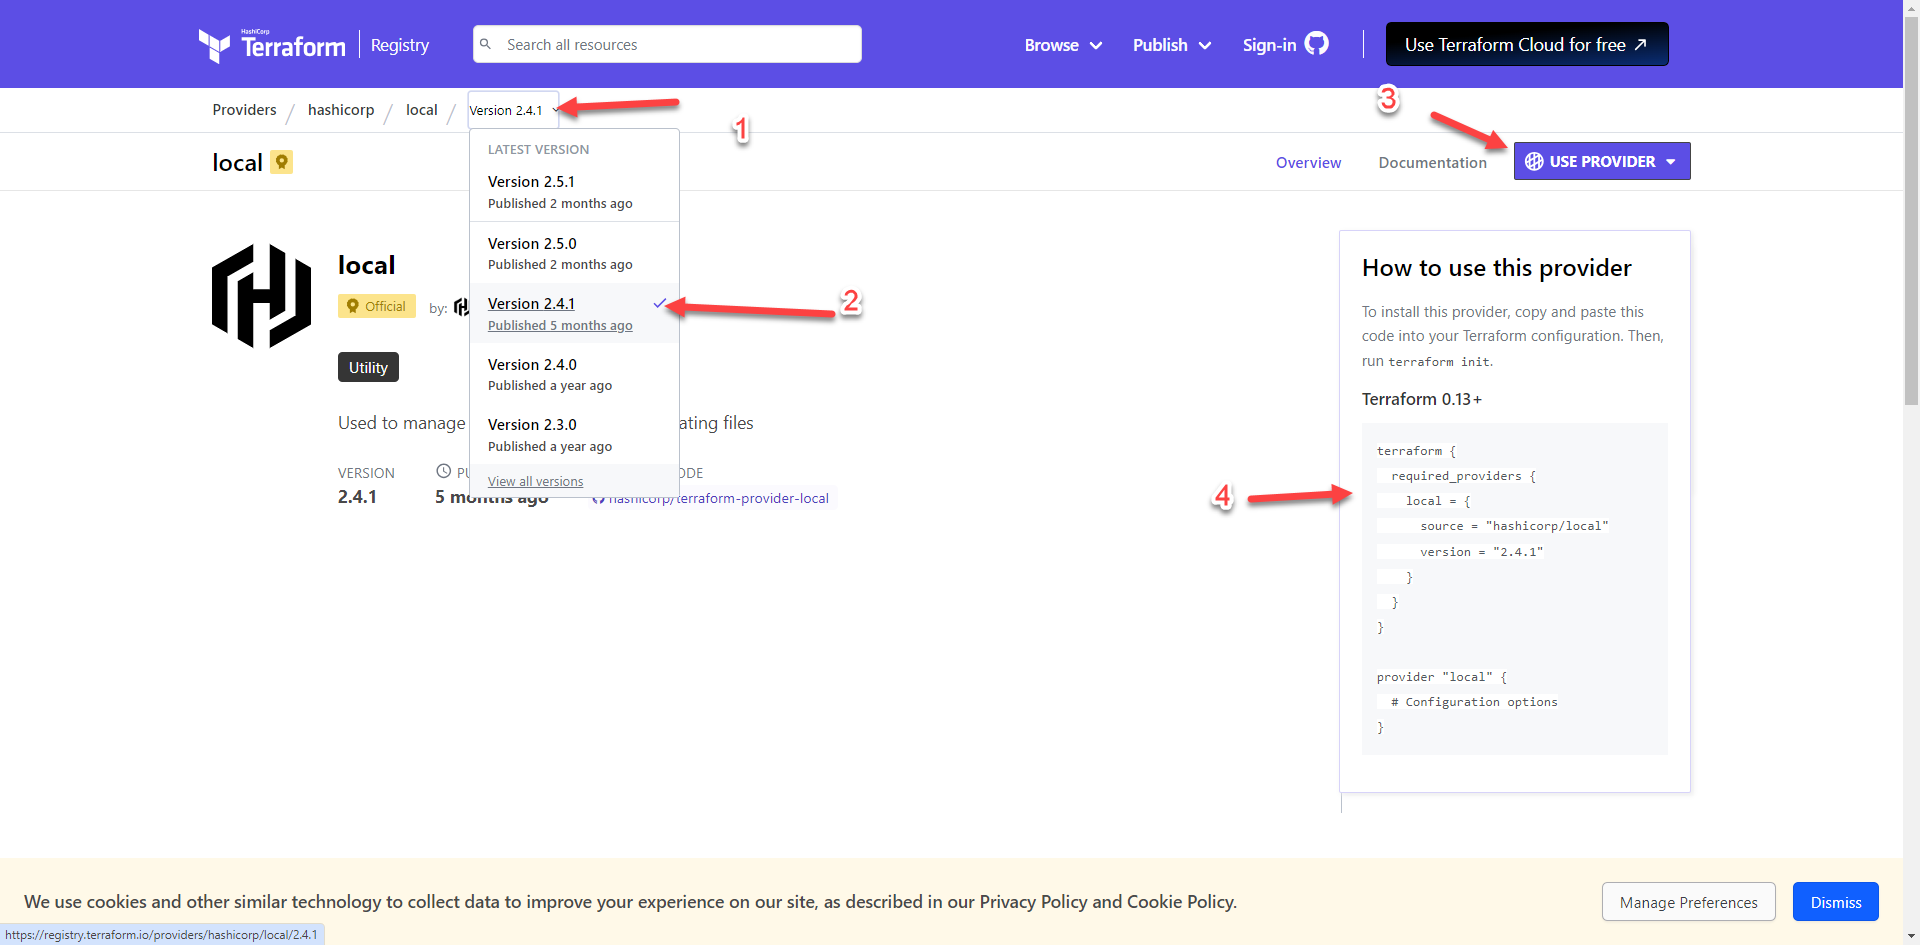 HashiCorp
Terraform
Registry
Search all resources
Browse
Publish
Sign-in
Use Terraform Cloud for free
Providers / hashicorp / local / Version 2.4.1
1
3
local
Overview
Documentation
USE PROVIDER
LATEST VERSION
Version 2.5.1
Published 2 months ago
Version 2.5.0
Published 2 months ago
Version 2.4.1
Published 5 months ago
2
Version 2.4.0
Published a year ago
Version 2.3.0
Published a year ago
View all versions
local
Official
by:
Utility
Used to manage
ating files
VERSION
2.4.1
PU
5 months ago
ODE
hashicorp/terraform-provider-local
4
How to use this provider
To install this provider, copy and paste this
code into your Terraform configuration. Then,
run terraform init.
Terraform 0.13+
terraform {
  required_providers {
    local = {
      source = "hashicorp/local"
      version = "2.4.1"
    }
  }
}
provider "local" {
  # Configuration options
}
We use cookies and other similar technology to collect data to improve your experience on our site, as described in our Privacy Policy and Cookie Policy.
Manage Preferences
Dismiss
https://registry.terraform.io/providers/hashicorp/local/2.4.1